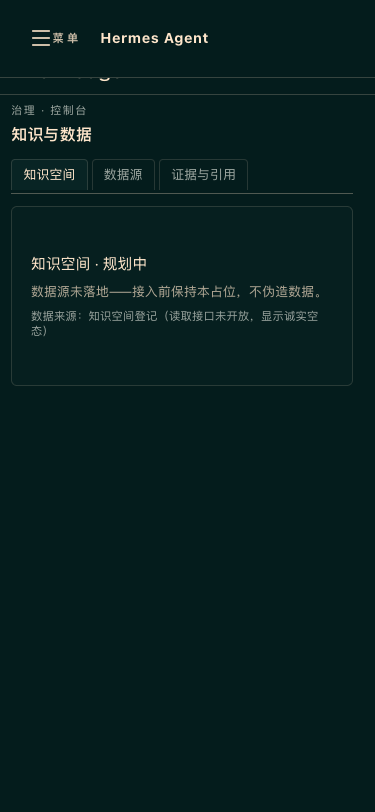 菜单
Hermes Agent
治理 · 控制台
知识与数据
知识空间
数据源
证据与引用
知识空间 · 规划中
数据源未落地——接入前保持本占位，不伪造数据。
数据来源：知识空间登记（读取接口未开放，显示诚实空
态）